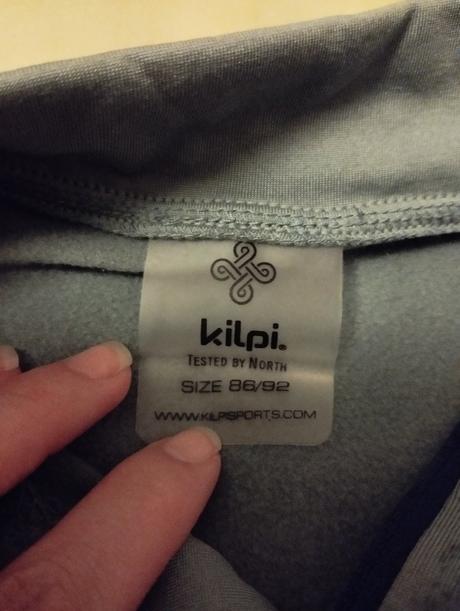 kilpi.
TESTED BY NORTH
SIZE 86/92
WWW.KILPISPORTS.COM